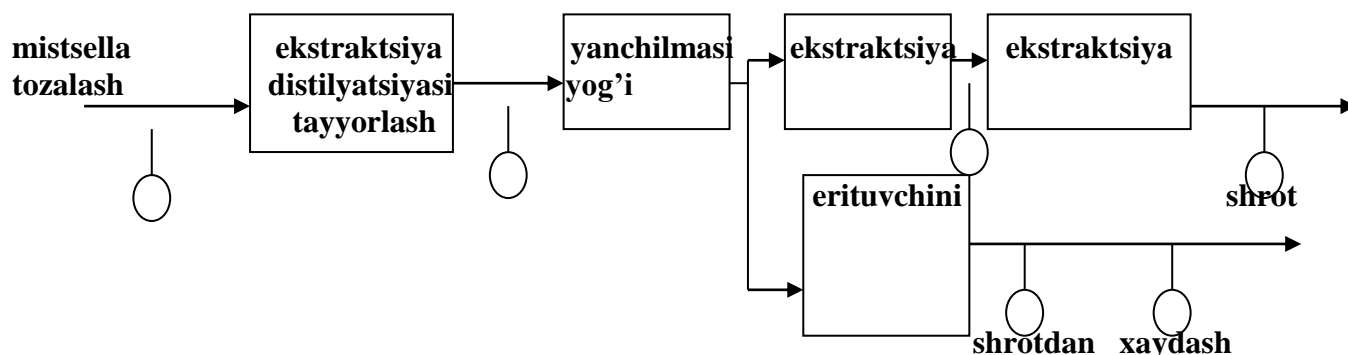 mistsella ekstraktsiya yanchilmasi ekstraktsiya ekstraktsiya
tozalash distilyatsiyasi yog’i
tayyorlash
erituvchini shrot
shrotdan xaydash